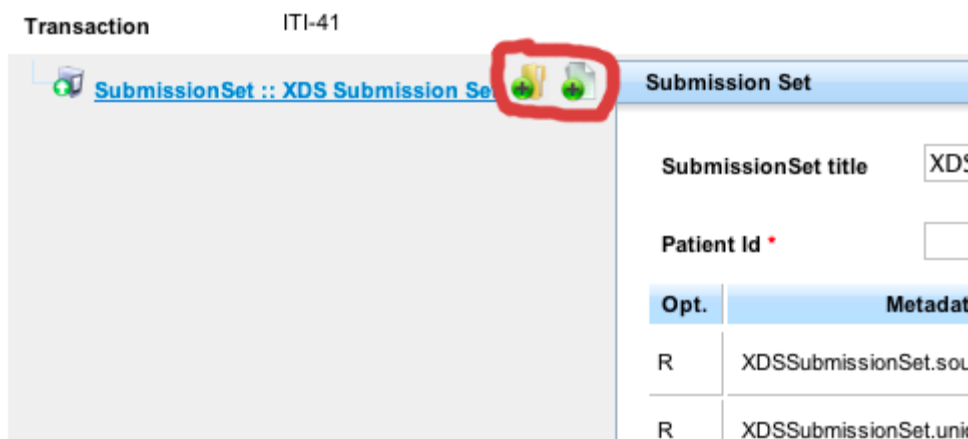 Transaction ITI-41
SubmissionSet :: XDS Submission Se
Submission Set
SubmissionSet title XDS
Patient Id *
Opt. Metadat
R XDSSubmissionSet.sou
R XDSSubmissionSet.uni